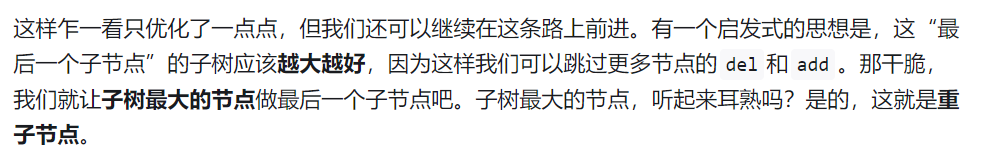 这样乍一看只优化了一点点，但我们还可以继续在这条路上前进。有一个启发式的思想是，这“最
后一个子节点”的子树应该越大越好，因为这样我们可以跳过更多节点的 del 和 add 。那干脆，
我们就让子树最大的节点做最后一个子节点吧。子树最大的节点，听起来耳熟吗？是的，这就是重
子节点。